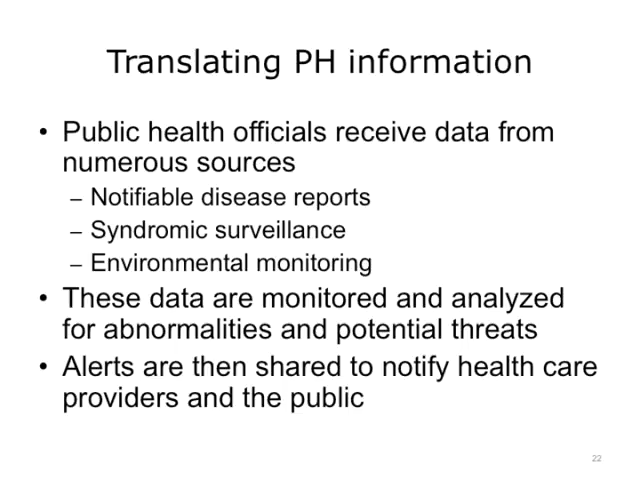 Translating PH information
• Public health officials receive data from
numerous sources
– Notifiable disease reports
– Syndromic surveillance
– Environmental monitoring
• These data are monitored and analyzed
for abnormalities and potential threats
• Alerts are then shared to notify health care
providers and the public
22